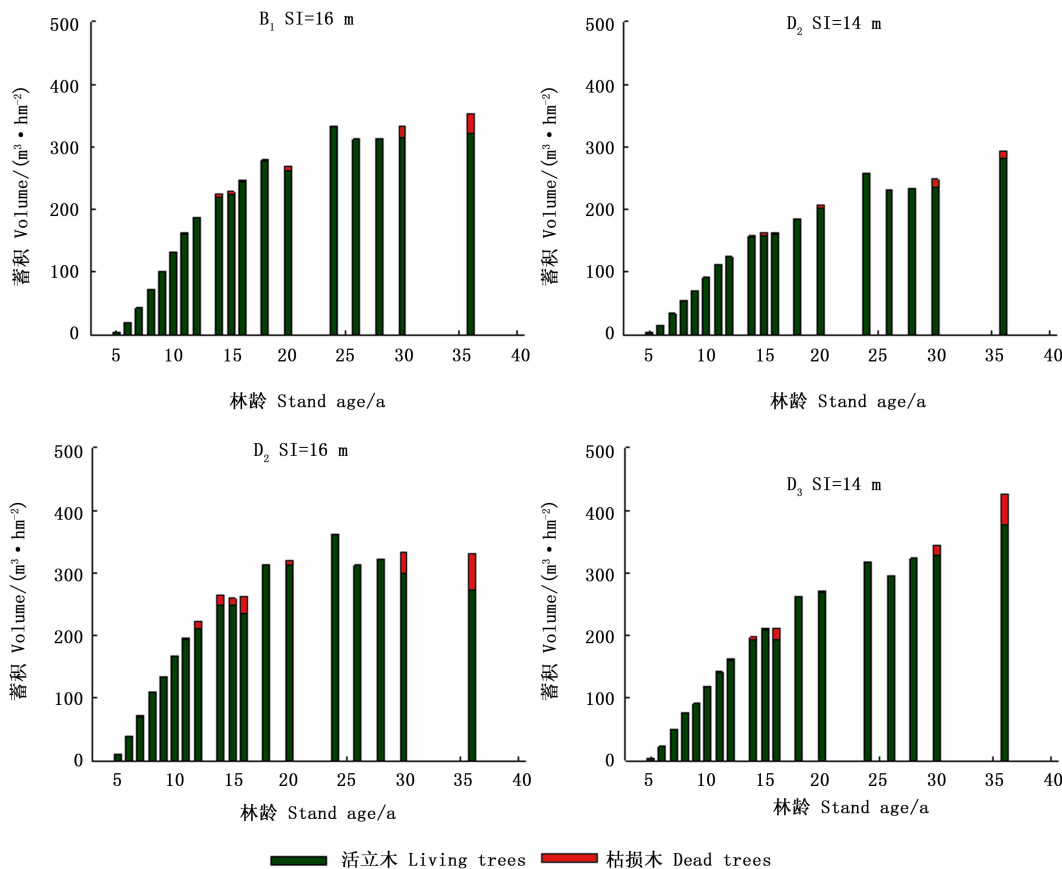 B₁ SI=16 m
蓄积 Volume/(m³·hm⁻²)
500
400
300
200
100
0
5 10 15 20 25 30 35 40
林龄 Stand age/a
D₂ SI=14 m
蓄积 Volume/(m³·hm⁻²)
500
400
300
200
100
0
5 10 15 20 25 30 35 40
林龄 Stand age/a
D₂ SI=16 m
蓄积 Volume/(m³·hm⁻²)
500
400
300
200
100
0
5 10 15 20 25 30 35 40
林龄 Stand age/a
D₃ SI=14 m
蓄积 Volume/(m³·hm⁻²)
500
400
300
200
100
0
5 10 15 20 25 30 35 40
林龄 Stand age/a
活立木 Living trees 枯损木 Dead trees